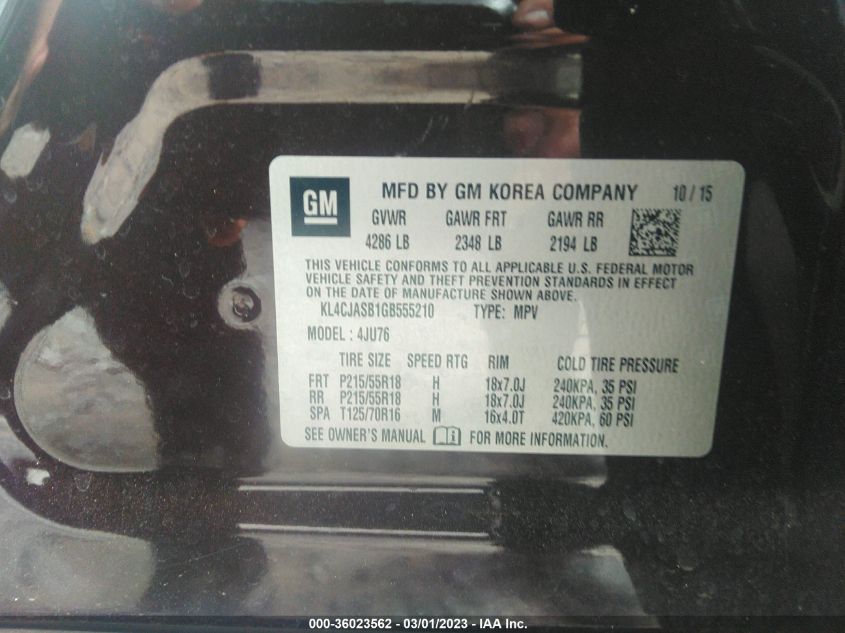 GM
MFD BY GM KOREA COMPANY 10 / 15
GVWR GAWR FRT GAWR RR
4286 LB 2348 LB 2194 LB
THIS VEHICLE CONFORMS TO ALL APPLICABLE U.S. FEDERAL MOTOR
VEHICLE SAFETY AND THEFT PREVENTION STANDARDS IN EFFECT
ON THE DATE OF MANUFACTURE SHOWN ABOVE.
KL4CJASB1GB555210 TYPE: MPV
MODEL : 4JU76
TIRE SIZE SPEED RTG RIM COLD TIRE PRESSURE
FRT P215/55R18 H 18x7.0J 240KPA, 35 PSI
RR P215/55R18 H 18x7.0J 240KPA, 35 PSI
SPA T125/70R16 M 16x4.0T 420KPA, 60 PSI
SEE OWNER'S MANUAL i FOR MORE INFORMATION.
000-36023562 - 03/01/2023 - IAA Inc.